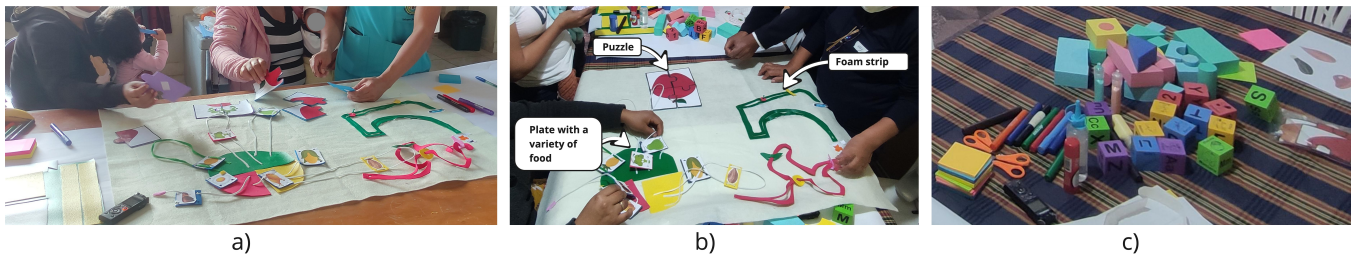 Puzzle
Foam strip
Plate with a
variety of
food
a)
b)
c)